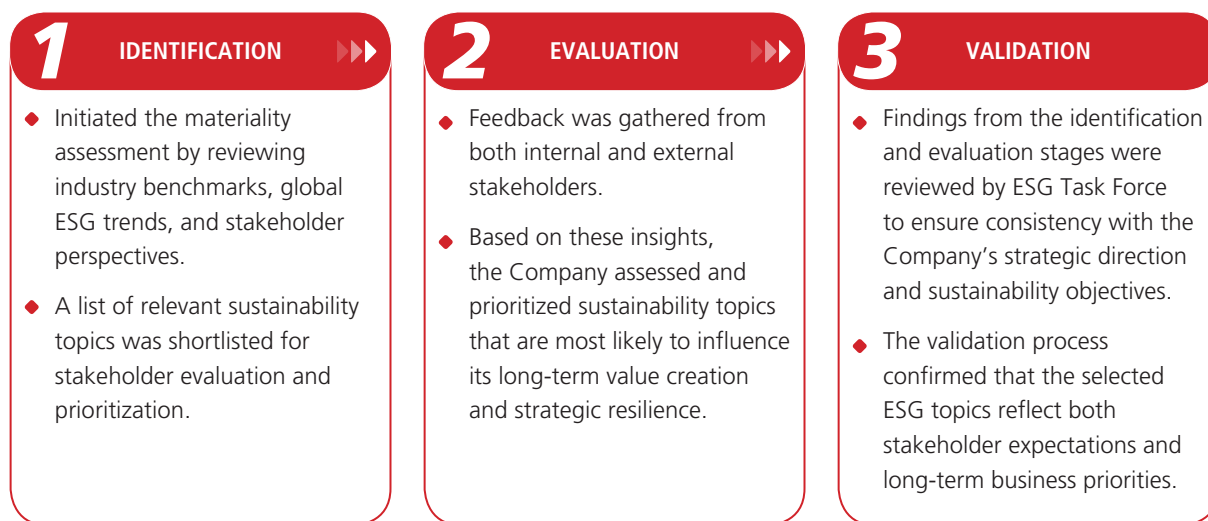 1 IDENTIFICATION
Initiated the materiality
assessment by reviewing
industry benchmarks, global
ESG trends, and stakeholder
perspectives.
A list of relevant sustainability
topics was shortlisted for
stakeholder evaluation and
prioritization.
2 EVALUATION
Feedback was gathered from
both internal and external
stakeholders.
Based on these insights,
the Company assessed and
prioritized sustainability topics
that are most likely to influence
its long-term value creation
and strategic resilience.
3 VALIDATION
Findings from the identification
and evaluation stages were
reviewed by ESG Task Force
to ensure consistency with the
Company’s strategic direction
and sustainability objectives.
The validation process
confirmed that the selected
ESG topics reflect both
stakeholder expectations and
long-term business priorities.